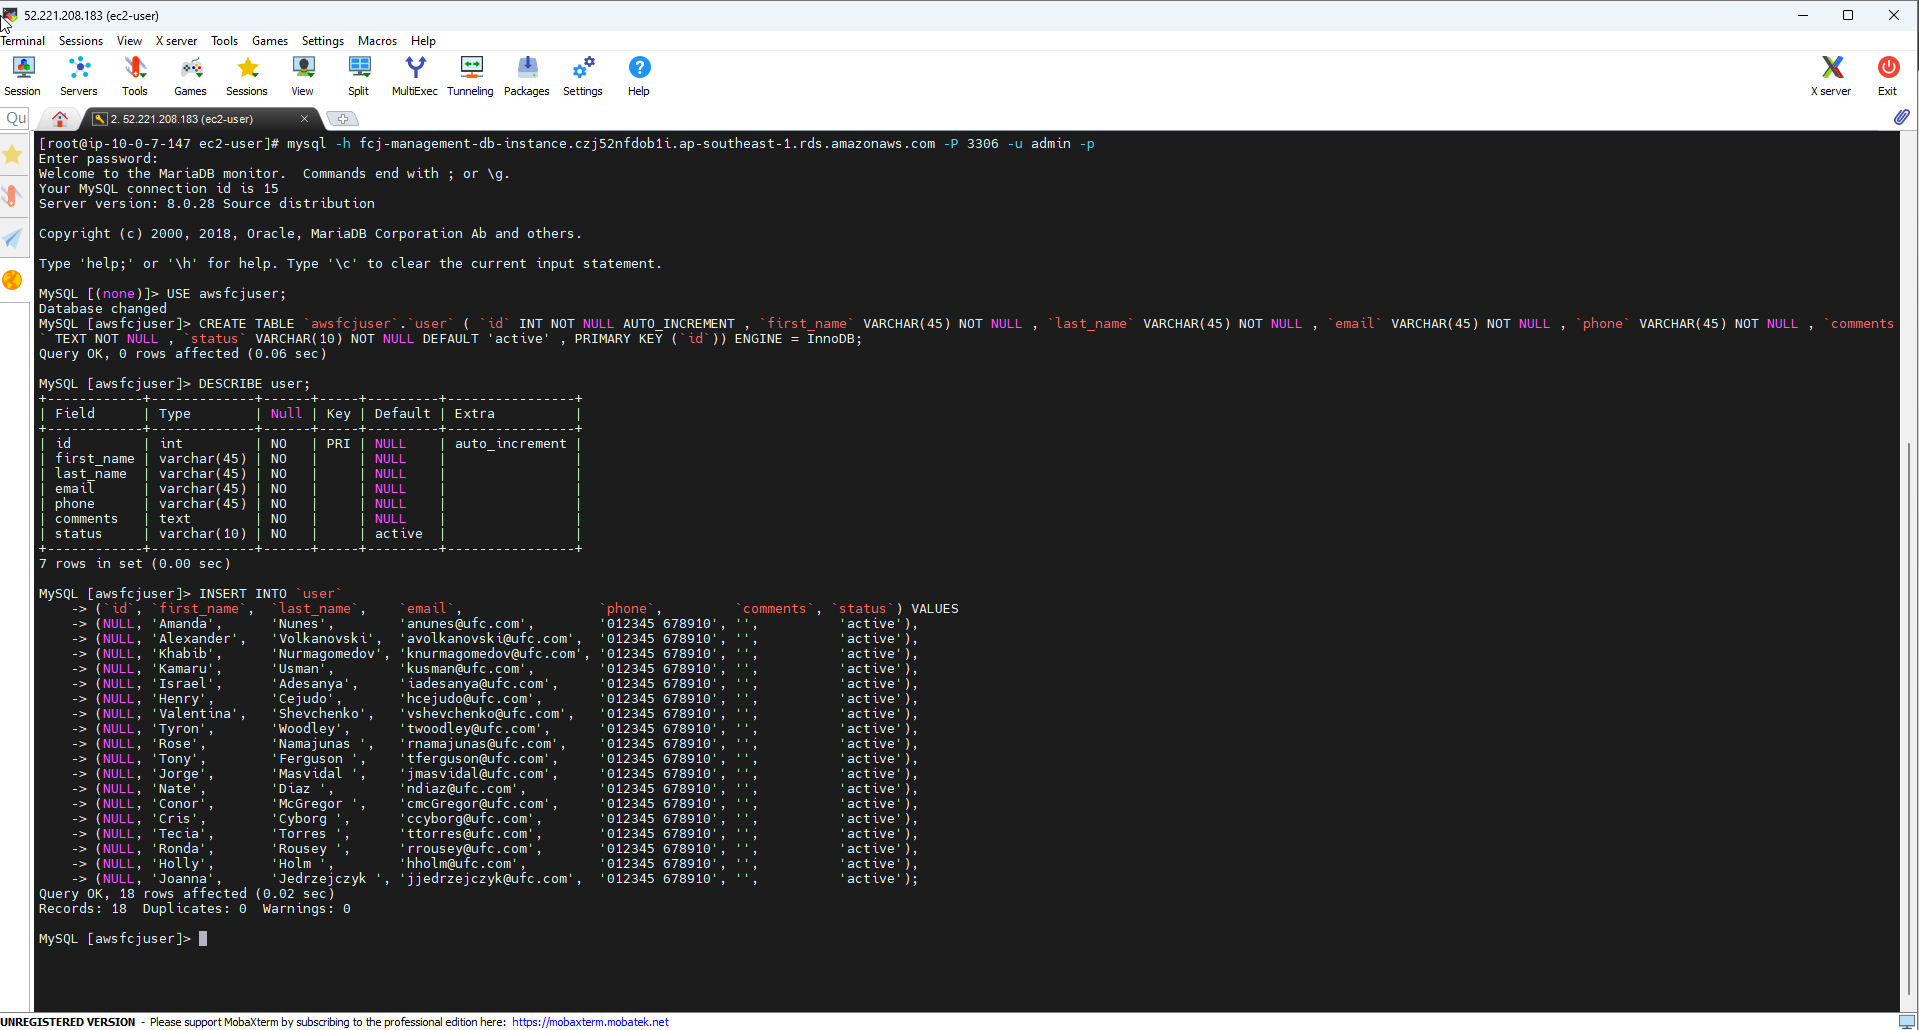 52.221.208.183 (ec2-user)
Terminal Sessions View X server Tools Games Settings Macros Help
Session Servers Tools Games Sessions View Split MultiExec Tunneling Packages Settings Help X server Exit
Qu
2. 52.221.208.183 (ec2-user)
[root@ip-10-0-7-147 ec2-user]# mysql -h fcj-management-db-instance.czj52nfdob1i.ap-southeast-1.rds.amazonaws.com -P 3306 -u admin -p
Enter password:
Welcome to the MariaDB monitor.  Commands end with ; or \g.
Your MySQL connection id is 15
Server version: 8.0.28 Source distribution
Copyright (c) 2000, 2018, Oracle, MariaDB Corporation Ab and others.
Type 'help;' or '\h' for help. Type '\c' to clear the current input statement.
MySQL [(none)]> USE awsfcjuser;
Database changed
MySQL [awsfcjuser]> CREATE TABLE `awsfcjuser`.`user` ( `id` INT NOT NULL AUTO_INCREMENT , `first_name` VARCHAR(45) NOT NULL , `last_name` VARCHAR(45) NOT NULL , `email` VARCHAR(45) NOT NULL , `phone` VARCHAR(45) NOT NULL , `comments
` TEXT NOT NULL , `status` VARCHAR(10) NOT NULL DEFAULT 'active' , PRIMARY KEY (`id`)) ENGINE = InnoDB;
Query OK, 0 rows affected (0.06 sec)
MySQL [awsfcjuser]> DESCRIBE user;
+------------+-------------+------+-----+---------+----------------+
| Field      | Type        | Null | Key | Default | Extra          |
+------------+-------------+------+-----+---------+----------------+
| id         | int         | NO   | PRI | NULL    | auto_increment |
| first_name | varchar(45) | NO   |     | NULL    |                |
| last_name  | varchar(45) | NO   |     | NULL    |                |
| email      | varchar(45) | NO   |     | NULL    |                |
| phone      | varchar(45) | NO   |     | NULL    |                |
| comments   | text        | NO   |     | NULL    |                |
| status     | varchar(10) | NO   |     | active  |                |
+------------+-------------+------+-----+---------+----------------+
7 rows in set (0.00 sec)
MySQL [awsfcjuser]> INSERT INTO `user`
    -> (`id`, `first_name`,  `last_name`,    `email`,                 `phone`,         `comments`, `status`) VALUES
    -> (NULL, 'Amanda',      'Nunes',        'anunes@ufc.com',        '012345 678910', '',          'active'),
    -> (NULL, 'Alexander',   'Volkanovski',  'avolkanovski@ufc.com',  '012345 678910', '',          'active'),
    -> (NULL, 'Khabib',      'Nurmagomedov', 'knurmagomedov@ufc.com', '012345 678910', '',          'active'),
    -> (NULL, 'Kamaru',      'Usman',        'kusman@ufc.com',        '012345 678910', '',          'active'),
    -> (NULL, 'Israel',      'Adesanya',     'iadesanya@ufc.com',     '012345 678910', '',          'active'),
    -> (NULL, 'Henry',       'Cejudo',       'hcejudo@ufc.com',       '012345 678910', '',          'active'),
    -> (NULL, 'Valentina',   'Shevchenko',   'vshevchenko@ufc.com',   '012345 678910', '',          'active'),
    -> (NULL, 'Tyron',       'Woodley',      'twoodley@ufc.com',      '012345 678910', '',          'active'),
    -> (NULL, 'Rose',        'Namajunas ',   'rnamajunas@ufc.com',    '012345 678910', '',          'active'),
    -> (NULL, 'Tony',        'Ferguson ',    'tferguson@ufc.com',     '012345 678910', '',          'active'),
    -> (NULL, 'Jorge',       'Masvidal ',    'jmasvidal@ufc.com',     '012345 678910', '',          'active'),
    -> (NULL, 'Nate',        'Diaz ',        'ndiaz@ufc.com',         '012345 678910', '',          'active'),
    -> (NULL, 'Conor',       'McGregor ',    'cmcGregor@ufc.com',     '012345 678910', '',          'active'),
    -> (NULL, 'Cris',        'Cyborg ',      'ccyborg@ufc.com',       '012345 678910', '',          'active'),
    -> (NULL, 'Tecia',       'Torres ',      'ttorres@ufc.com',       '012345 678910', '',          'active'),
    -> (NULL, 'Ronda',       'Rousey ',      'rrousey@ufc.com',       '012345 678910', '',          'active'),
    -> (NULL, 'Holly',       'Holm ',        'hholm@ufc.com',         '012345 678910', '',          'active'),
    -> (NULL, 'Joanna',      'Jedrzejczyk ', 'jjedrzejczyk@ufc.com',  '012345 678910', '',          'active');
Query OK, 18 rows affected (0.02 sec)
Records: 18  Duplicates: 0  Warnings: 0
MySQL [awsfcjuser]>
UNREGISTERED VERSION - Please support MobaXterm by subscribing to the professional edition here: https://mobaxterm.mobatek.net